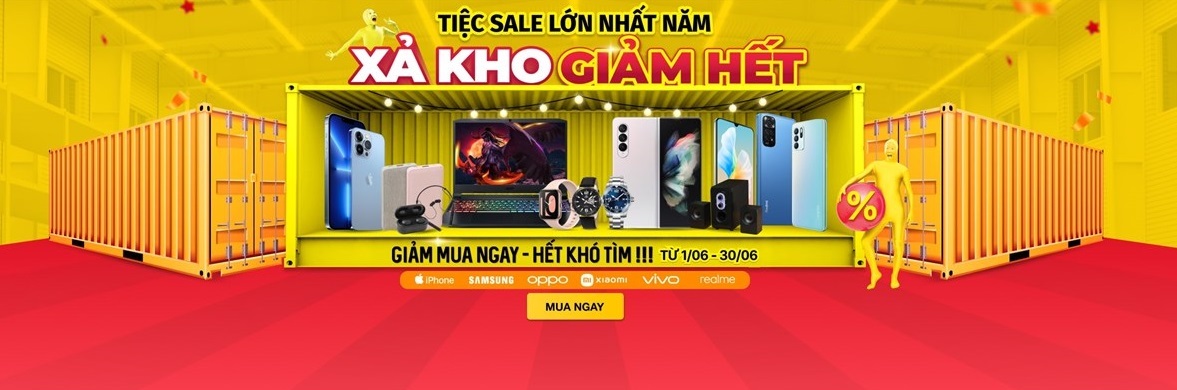 TIỆC SALE LỚN NHẤT NĂM
XẢ KHO GIẢM HẾT
%
GIẢM MUA NGAY - HẾT KHÓ TÌM !!! TỪ 1/06 - 30/06
iPhone SAMSUNG oppo mi xiaomi vivo realme
MUA NGAY